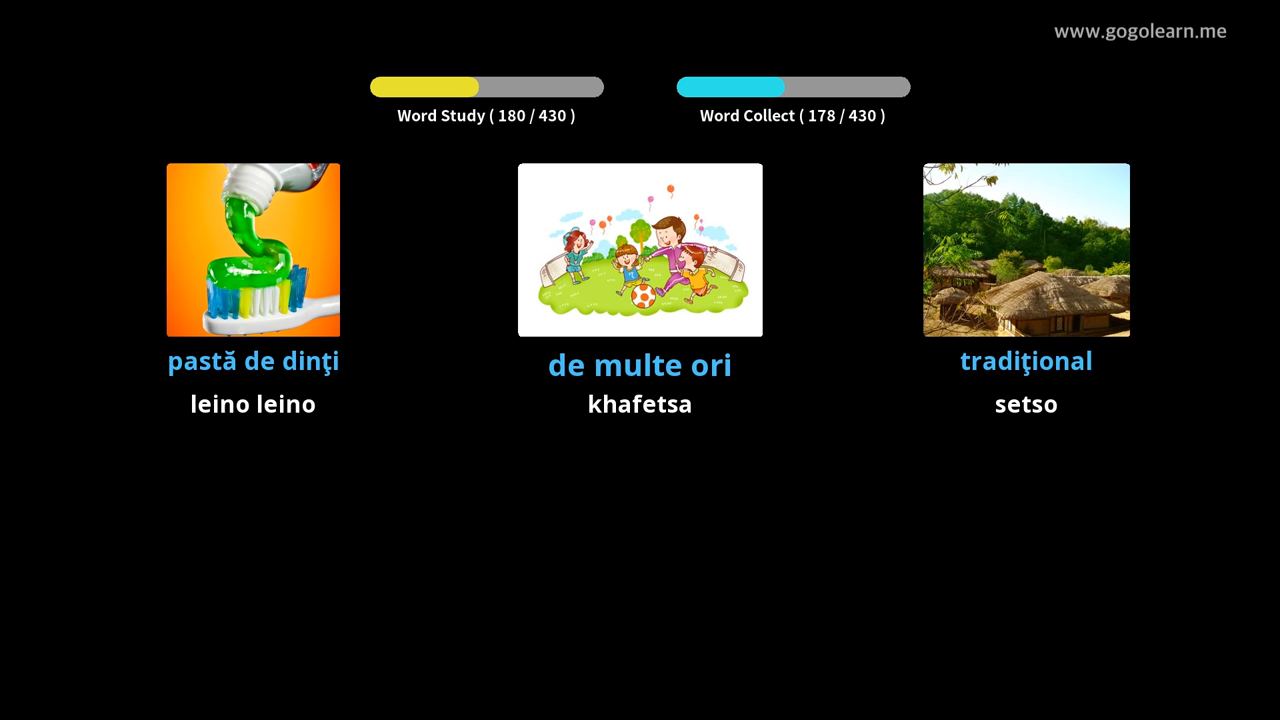 www.gogolearn.me
Word Study ( 180 / 430 )
Word Collect ( 178 / 430 )
pastă de dinţi
de multe ori
tradiţional
leino leino
khafetsa
setso